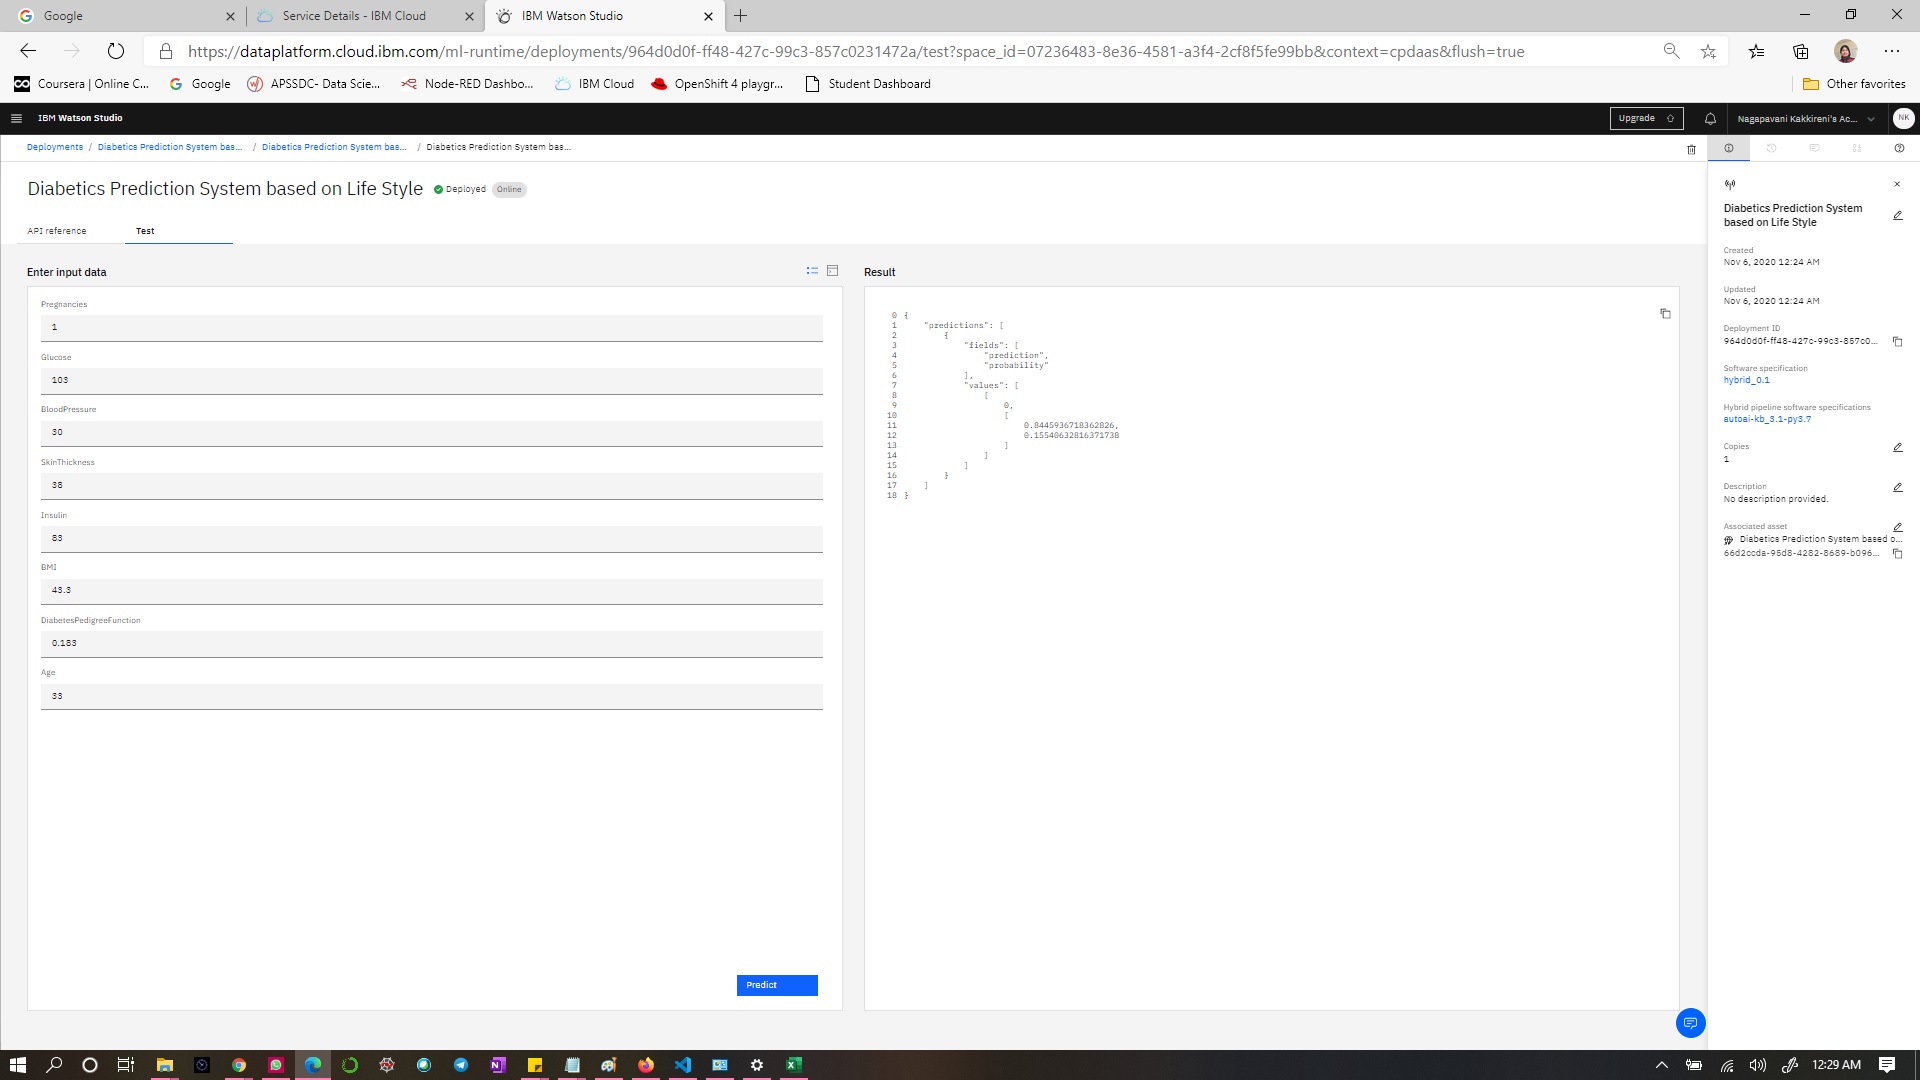 Google
Service Details - IBM Cloud
IBM Watson Studio
https://dataplatform.cloud.ibm.com/ml-runtime/deployments/964d0d0f-ff48-427c-99c3-857c0231472a/test?space_id=07236483-8e36-4581-a3f4-2cf8f5fe99bb&context=cpdaas&flush=true
Coursera | Online C...
Google
APSSDC- Data Scie...
Node-RED Dashbo...
IBM Cloud
OpenShift 4 playgr...
Student Dashboard
Other favorites
IBM Watson Studio
Upgrade
Nagapavani Kakkireni's Ac...
NK
Deployments / Diabetics Prediction System bas... / Diabetics Prediction System bas... / Diabetics Prediction System bas...
Diabetics Prediction System based on Life Style
Deployed
Online
API reference
Test
Enter input data
Pregnancies
1
Glucose
103
BloodPressure
30
SkinThickness
38
Insulin
83
BMI
43.3
DiabetesPedigreeFunction
0.183
Age
33
Predict
Result
0 {
1 "predictions": [
2 {
3 "fields": [
4 "prediction",
5 "probability"
6 ],
7 "values": [
8 [
9 0,
10 [
11 0.8445936718362826,
12 0.15540632816371738
13 ]
14 ]
15 ]
16 }
17 ]
18 }
Diabetics Prediction System
based on Life Style
Created
Nov 6, 2020 12:24 AM
Updated
Nov 6, 2020 12:24 AM
Deployment ID
964d0d0f-ff48-427c-99c3-857c0...
Software specification
hybrid_0.1
Hybrid pipeline software specifications
autoai-kb_3.1-py3.7
Copies
1
Description
No description provided.
Associated asset
Diabetics Prediction System based o...
66d2ccda-95d8-4282-8689-b096...
12:29 AM